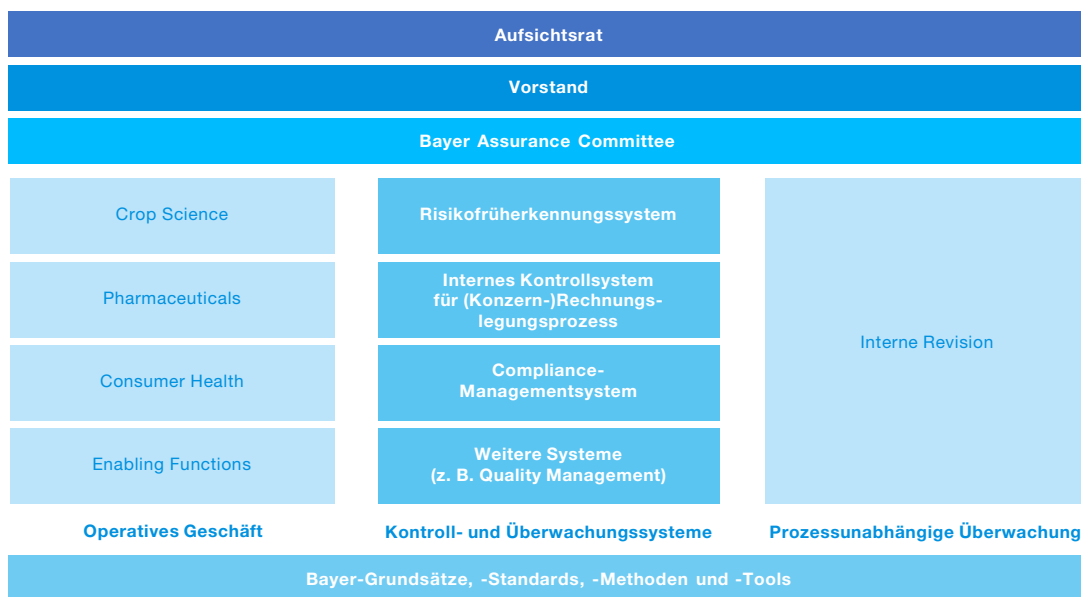 Aufsichtsrat
Vorstand
Bayer Assurance Committee
Crop Science
Pharmaceuticals
Consumer Health
Enabling Functions
Operatives Geschäft
Risikofrüherkennungssystem
Internes Kontrollsystem
für (Konzern-)Rechnungs-
legungsprozess
Compliance-
Managementsystem
Weitere Systeme
(z. B. Quality Management)
Kontroll- und Überwachungssysteme
Interne Revision
Prozessunabhängige Überwachung
Bayer-Grundsätze, -Standards, -Methoden und -Tools